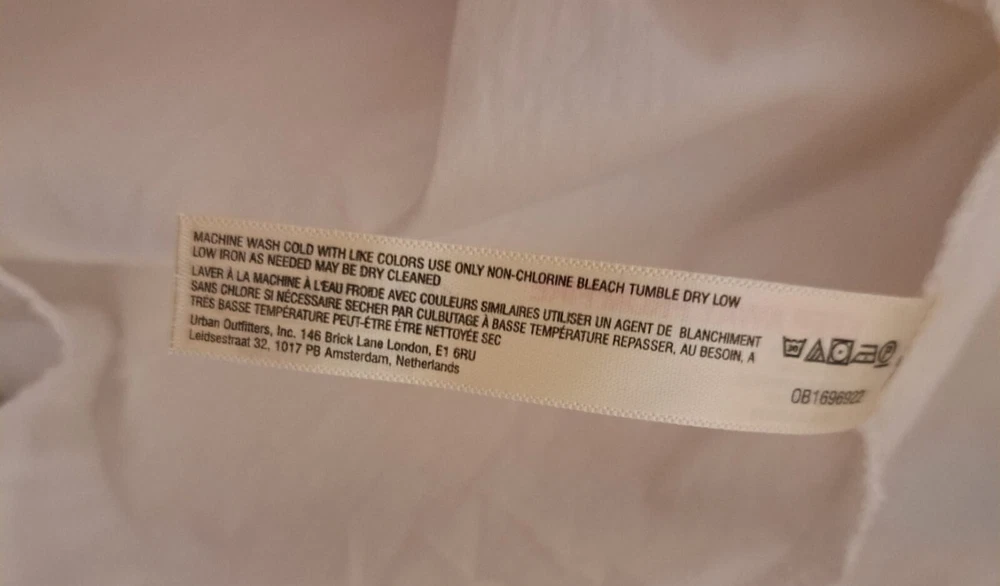 MACHINE WASH COLD WITH LIKE COLORS USE ONLY NON-CHLORINE BLEACH TUMBLE DRY LOW
LOW IRON AS NEEDED MAY BE DRY CLEANED
LAVER À LA MACHINE À L'EAU FROIDE AVEC COULEURS SIMILAIRES UTILISER UN AGENT DE BLANCHIMENT
SANS CHLORE SI NÉCESSAIRE SECHER PAR CULBUTAGE À BASSE TEMPÉRATURE REPASSER, AU BESOIN, A
TRÈS BASSE TEMPÉRATURE PEUT-ÊTRE ÊTRE NETTOYÉE SEC
Urban Outfitters, Inc. 146 Brick Lane London, E1 6RU
Leidsestraat 32, 1017 PB Amsterdam, Netherlands
30
P